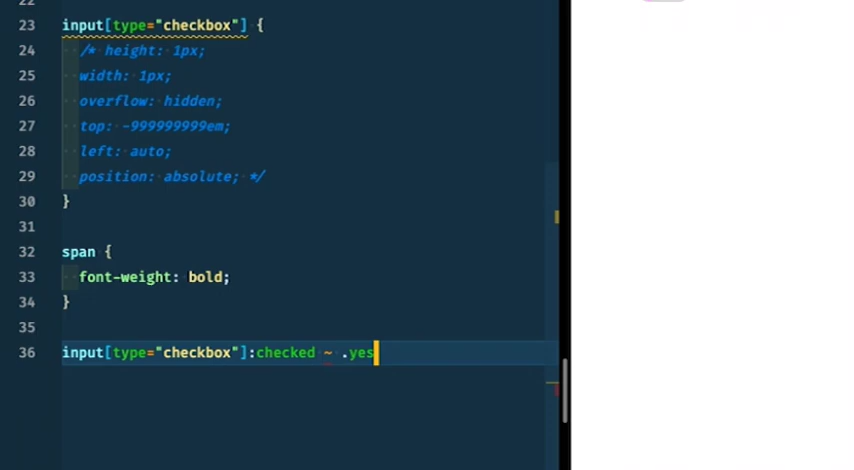 22
23 input[type="checkbox"] {
24 /* height: 1px;
25 width: 1px;
26 overflow: hidden;
27 top: -999999999em;
28 left: auto;
29 position: absolute; */
30 }
31
32 span {
33 font-weight: bold;
34 }
35
36 input[type="checkbox"]:checked ~ .yes